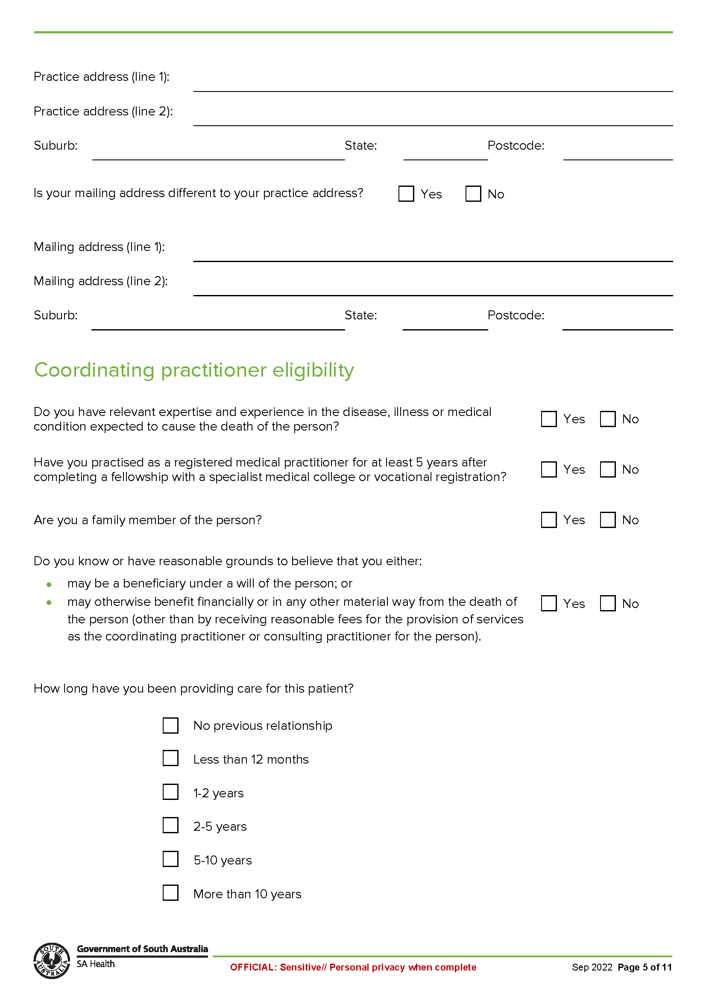 Practice address (line 1):
Practice address (line 2):
Suburb: State: Postcode:
Is your mailing address different to your practice address? Yes No
Mailing address (line 1):
Mailing address (line 2):
Suburb: State: Postcode:
Coordinating practitioner eligibility
Do you have relevant expertise and experience in the disease, illness or medical
condition expected to cause the death of the person? Yes No
Have you practised as a registered medical practitioner for at least 5 years after
completing a fellowship with a specialist medical college or vocational registration? Yes No
Are you a family member of the person? Yes No
Do you know or have reasonable grounds to believe that you either:
• may be a beneficiary under a will of the person; or
• may otherwise benefit financially or in any other material way from the death of Yes No
the person (other than by receiving reasonable fees for the provision of services
as the coordinating practitioner or consulting practitioner for the person).
How long have you been providing care for this patient?
No previous relationship
Less than 12 months
1-2 years
2-5 years
5-10 years
More than 10 years
SOUTH AUSTRALIA
Government of South Australia
SA Health
OFFICIAL: Sensitive// Personal privacy when complete
Sep 2022 Page 5 of 11